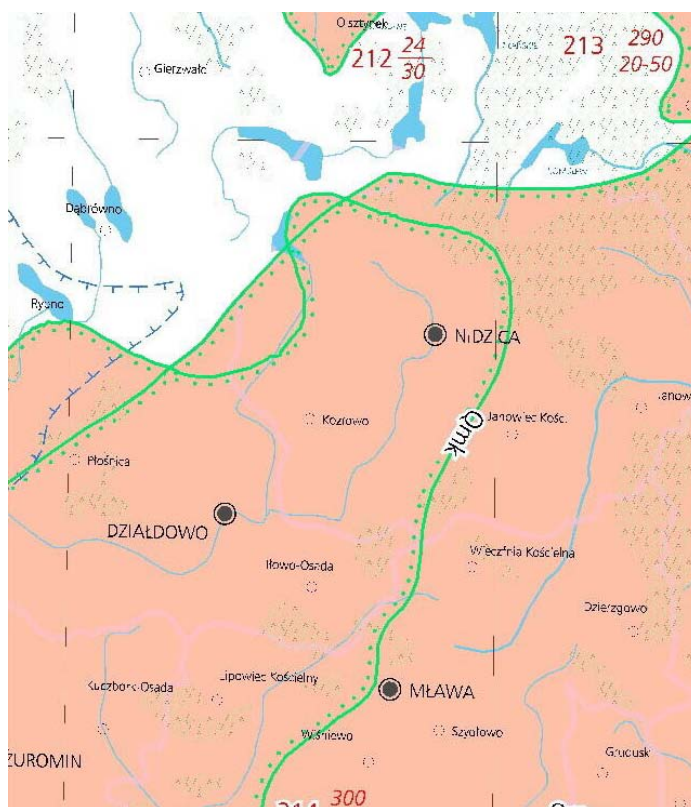 Olsztynek
Gierzwałd
212 24
30
213 290
20-50
Dąbrówno
Rybno
NIDZICA
Janowiec Kośc.
Kozłowo
Qmk
Płośnica
DZIAŁDOWO
Wieczfnia Kościelna
Iłowo-Osada
Dzierzgowo
Kuczbork-Osada
Lipowiec Kościelny
MŁAWA
Wiśniewo
Szydłowo
Grudusk
ŻUROMIN
214 300